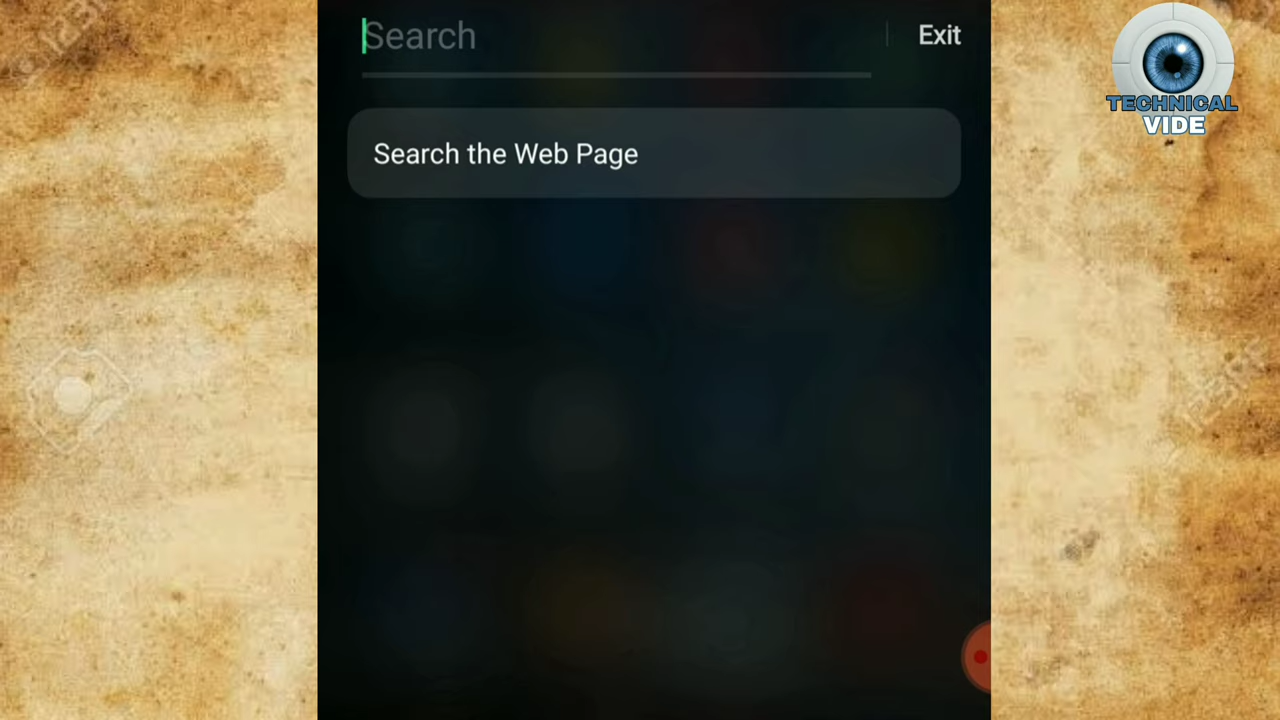 Search
Exit
Search the Web Page
TECHNICAL
VIDE